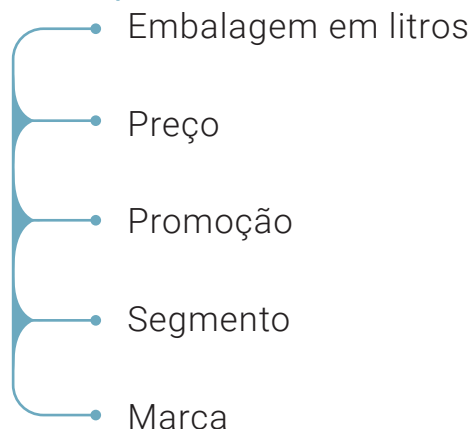 Embalagem em litros
Preço
Promoção
Segmento
Marca